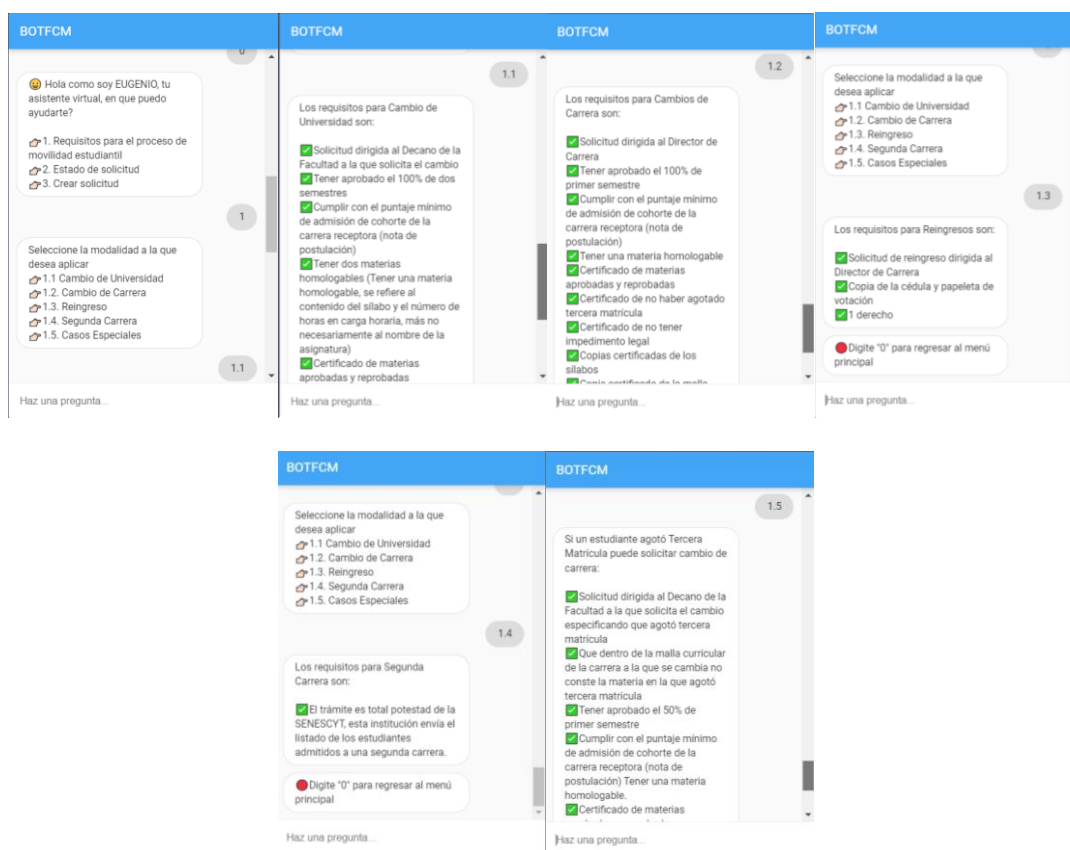 BOTFCM
0
😃 Hola como soy EUGENIO, tu
asistente virtual, en que puedo
ayudarte?
👉1. Requisitos para el proceso de
movilidad estudiantil
👉2. Estado de solicitud
👉3. Crear solicitud
1
Seleccione la modalidad a la que
desea aplicar
👉1.1 Cambio de Universidad
👉1.2. Cambio de Carrera
👉1.3. Reingreso
👉1.4. Segunda Carrera
👉1.5. Casos Especiales
1.1
Haz una pregunta...
BOTFCM
1.1
Los requisitos para Cambio de
Universidad son:
✅Solicitud dirigida al Decano de la
Facultad a la que solicita el cambio
✅Tener aprobado el 100% de dos
semestres
✅Cumplir con el puntaje mínimo
de admisión de cohorte de la
carrera receptora (nota de
postulación)
✅Tener dos materias
homologables (Tener una materia
homologable, se refiere al
contenido del sílabo y el número de
horas en carga horaria, más no
necesariamente al nombre de la
asignatura)
✅Certificado de materias
aprobadas y reprobadas
Haz una pregunta...
BOTFCM
1.2
Los requisitos para Cambios de
Carrera son:
✅Solicitud dirigida al Director de
Carrera
✅Tener aprobado el 100% de
primer semestre
✅Cumplir con el puntaje mínimo
de admisión de cohorte de la
carrera receptora (nota de
postulación)
✅Tener una materia homologable
✅Certificado de materias
aprobadas y reprobadas
✅Certificado de no haber agotado
tercera matrícula
✅Certificado de no tener
impedimento legal
✅Copias certificadas de los
sílabos
✅Copia certificada de la malla
Haz una pregunta...
BOTFCM
Seleccione la modalidad a la que
desea aplicar
👉1.1 Cambio de Universidad
👉1.2. Cambio de Carrera
👉1.3. Reingreso
👉1.4. Segunda Carrera
👉1.5. Casos Especiales
1.3
Los requisitos para Reingresos son:
✅Solicitud de reingreso dirigida al
Director de Carrera
✅Copia de la cédula y papeleta de
votación
✅1 derecho
🔴Digite "0" para regresar al menú
principal
Haz una pregunta...
BOTFCM
Seleccione la modalidad a la que
desea aplicar
👉1.1 Cambio de Universidad
👉1.2. Cambio de Carrera
👉1.3. Reingreso
👉1.4. Segunda Carrera
👉1.5. Casos Especiales
1.4
Los requisitos para Segunda
Carrera son:
✅El trámite es total potestad de la
SENESCYT, esta institución envía el
listado de los estudiantes
admitidos a una segunda carrera.
🔴Digite "0" para regresar al menú
principal
Haz una pregunta...
BOTFCM
1.5
Si un estudiante agotó Tercera
Matrícula puede solicitar cambio de
carrera:
✅Solicitud dirigida al Decano de la
Facultad a la que solicita el cambio
especificando que agotó tercera
matrícula
✅Que dentro de la malla curricular
de la carrera a la que se cambia no
conste la materia en la que agotó
tercera matrícula
✅Tener aprobado el 50% de
primer semestre
✅Cumplir con el puntaje mínimo
de admisión de cohorte de la
carrera receptora (nota de
postulación) Tener una materia
homologable.
✅Certificado de materias
Haz una pregunta...